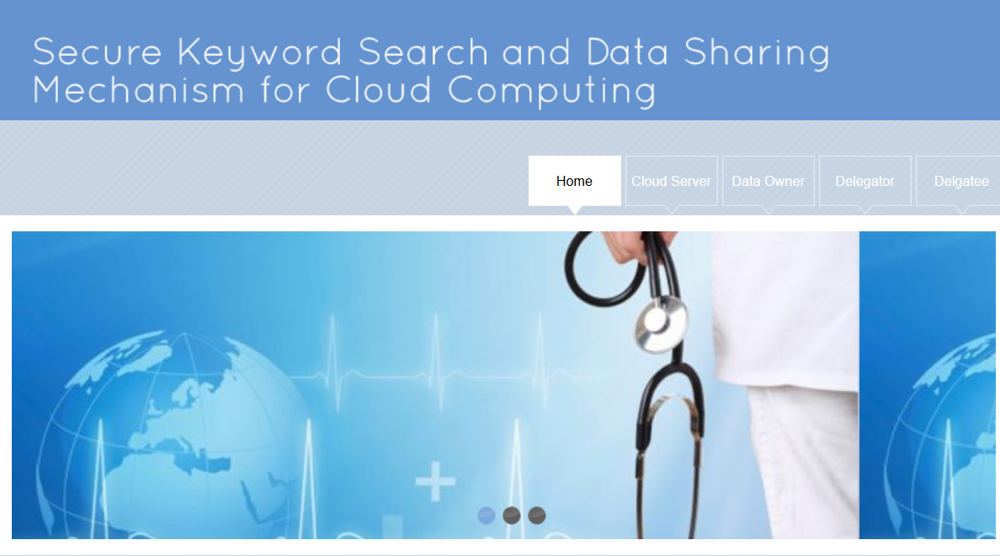 Secure Keyword Search and Data Sharing
Mechanism for Cloud Computing
Home Cloud Server Data Owner Delegator Delgatee